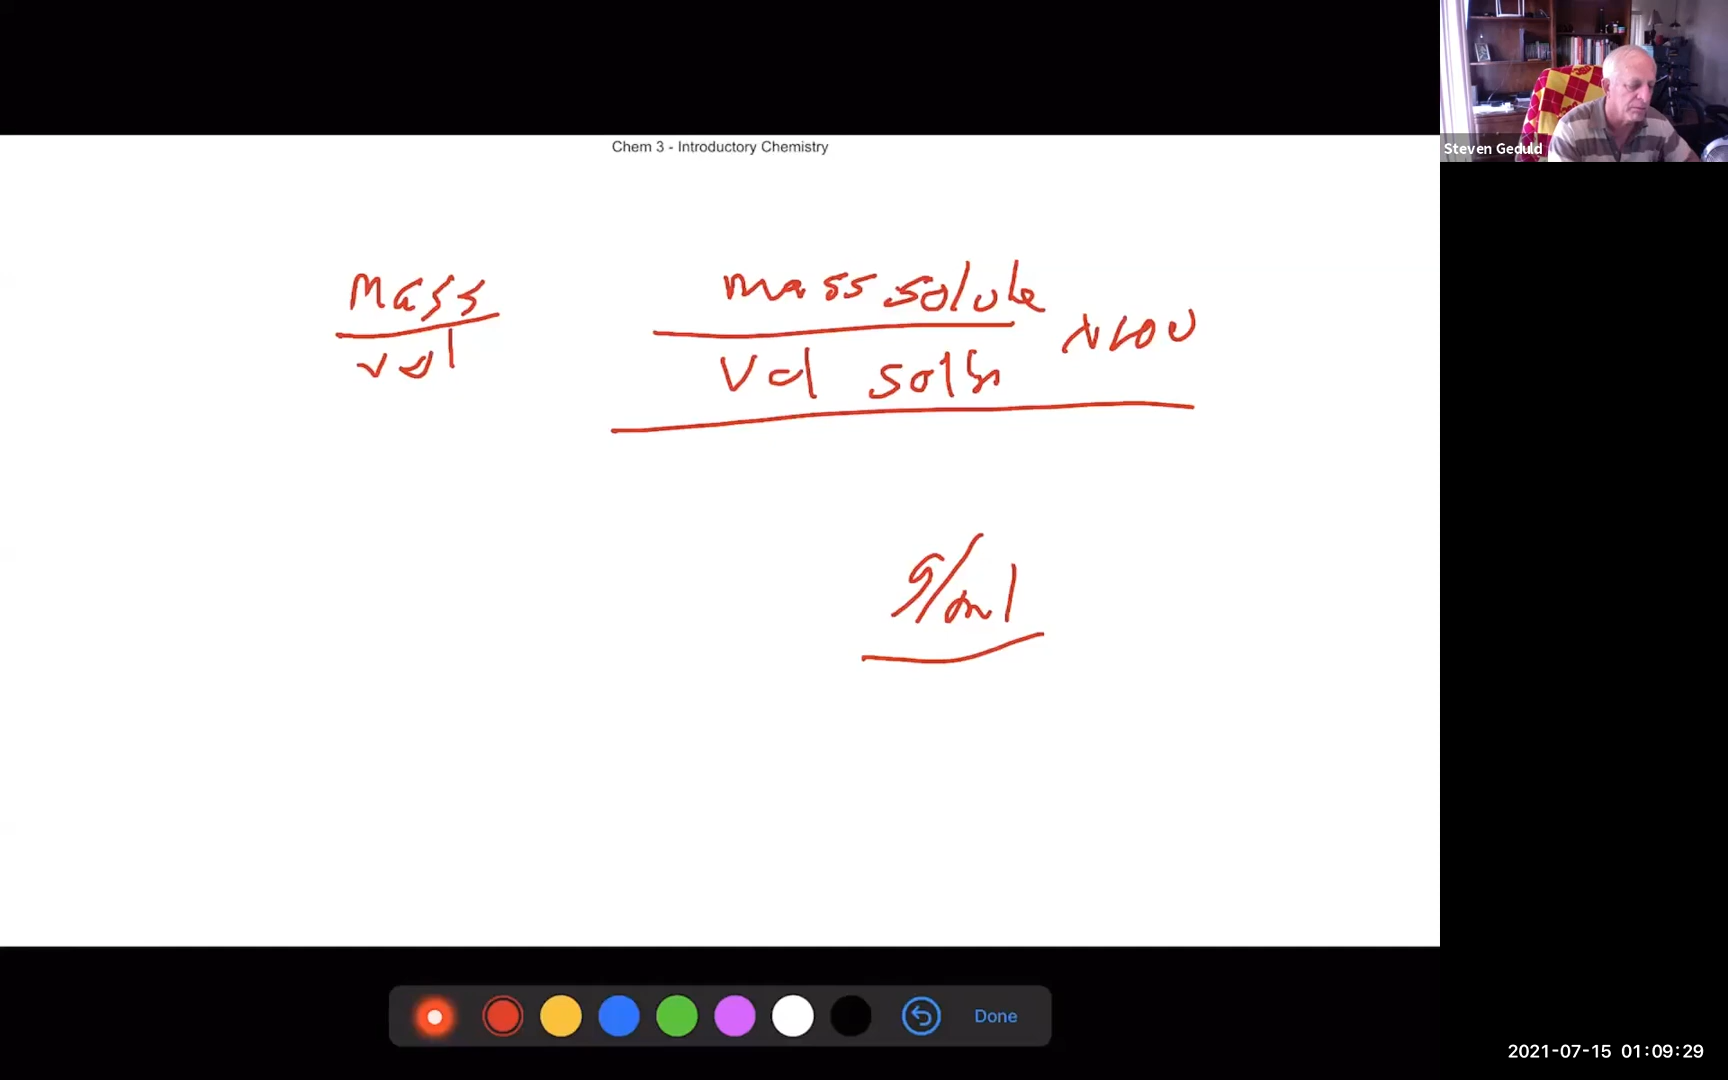 Chem 3 - Introductory Chemistry
Steven Geduld
mass
vol
mass solute
x100
vol soltn
g/ml
Done
2021-07-15 01:09:29